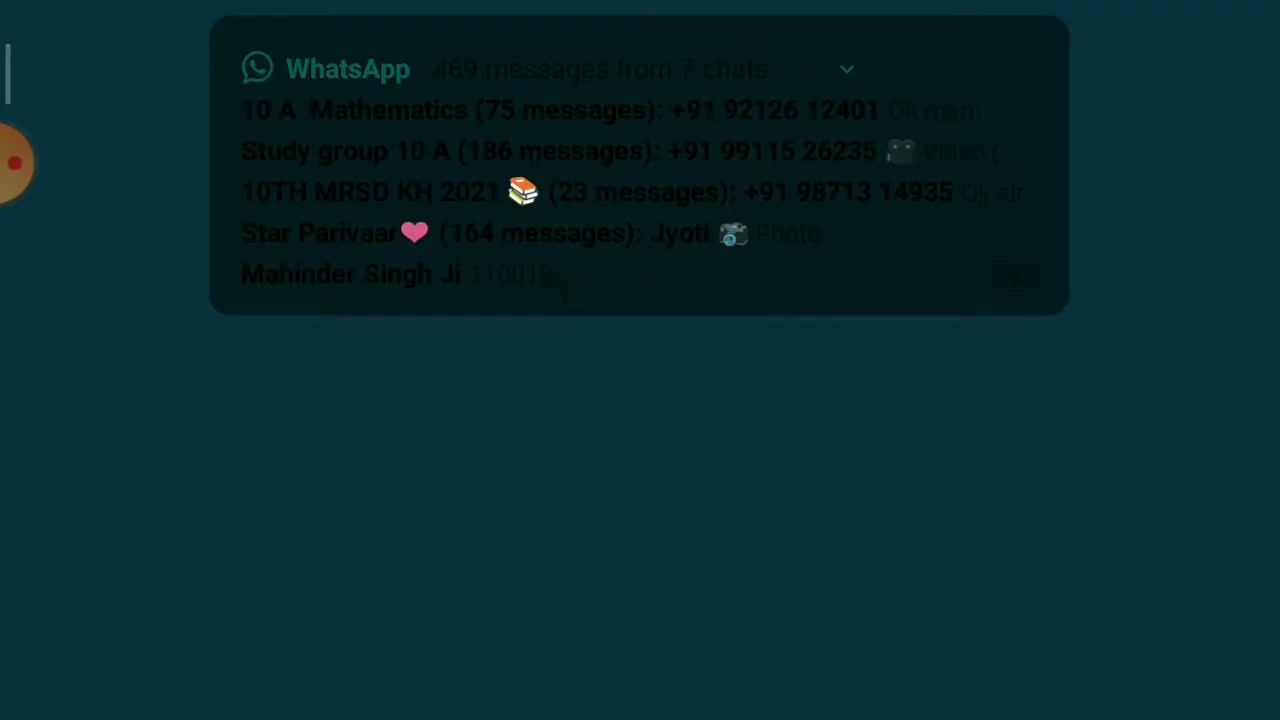 WhatsApp 469 messages from 7 chats
10 A Mathematics (75 messages): +91 92126 12401 Ok mam
Study group 10 A (186 messages): +91 99115 26235 🎥 Video (...
10TH MRSD KH 2021 📚 (23 messages): +91 98713 14935 Ok sir
Star Parivaar❤ (164 messages): Jyoti 📷 Photo
Mahinder Singh Ji 110018